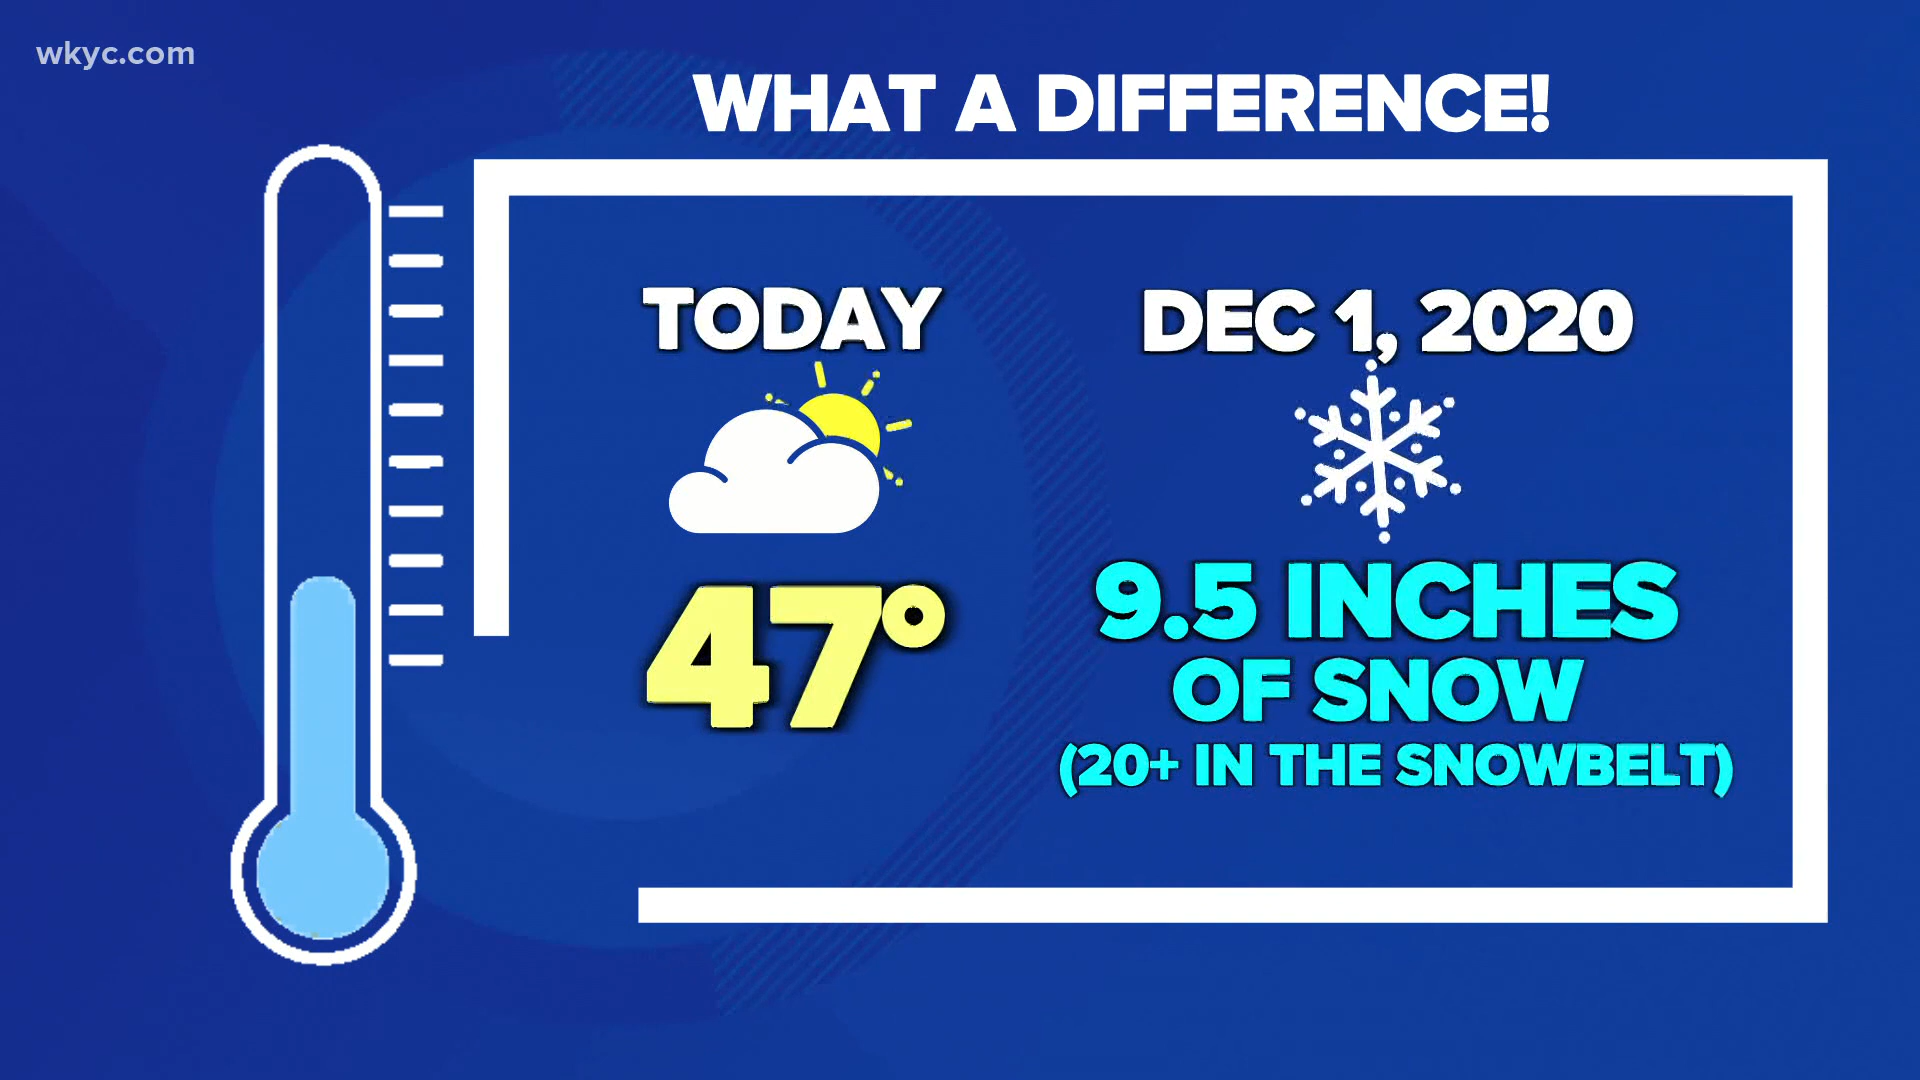 wkyc.com
WHAT A DIFFERENCE!
TODAY
47°
DEC 1, 2020
9.5 INCHES
OF SNOW
(20+ IN THE SNOWBELT)